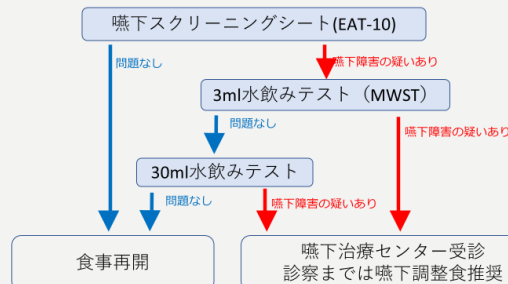 嚥下スクリーニングシート(EAT-10)
問題なし
嚥下障害の疑いあり
3ml水飲みテスト（MWST）
問題なし
嚥下障害の疑いあり
30ml水飲みテスト
問題なし
嚥下障害の疑いあり
食事再開
嚥下治療センター受診
診察までは嚥下調整食推奨